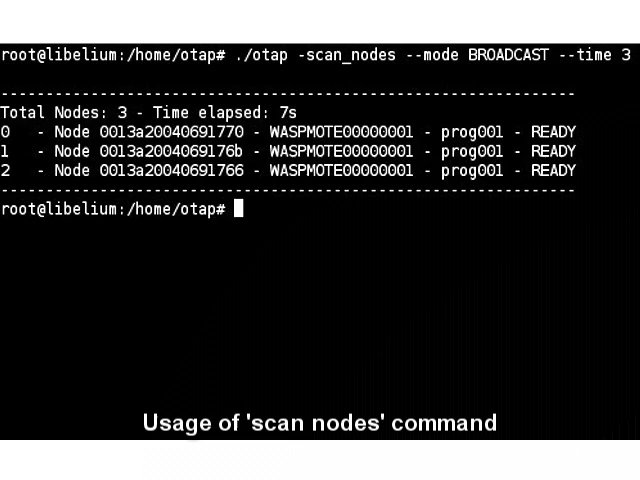 root@libelium:/home/otap# ./otap -scan_nodes --mode BROADCAST --time 3
----------------------------------------------------------------
Total Nodes: 3 - Time elapsed: 7s
0 - Node 0013a20040691770 - WASPMOTE00000001 - prog001 - READY
1 - Node 0013a2004069176b - WASPMOTE00000001 - prog001 - READY
2 - Node 0013a20040691766 - WASPMOTE00000001 - prog001 - READY
----------------------------------------------------------------
root@libelium:/home/otap#
Usage of 'scan nodes' command